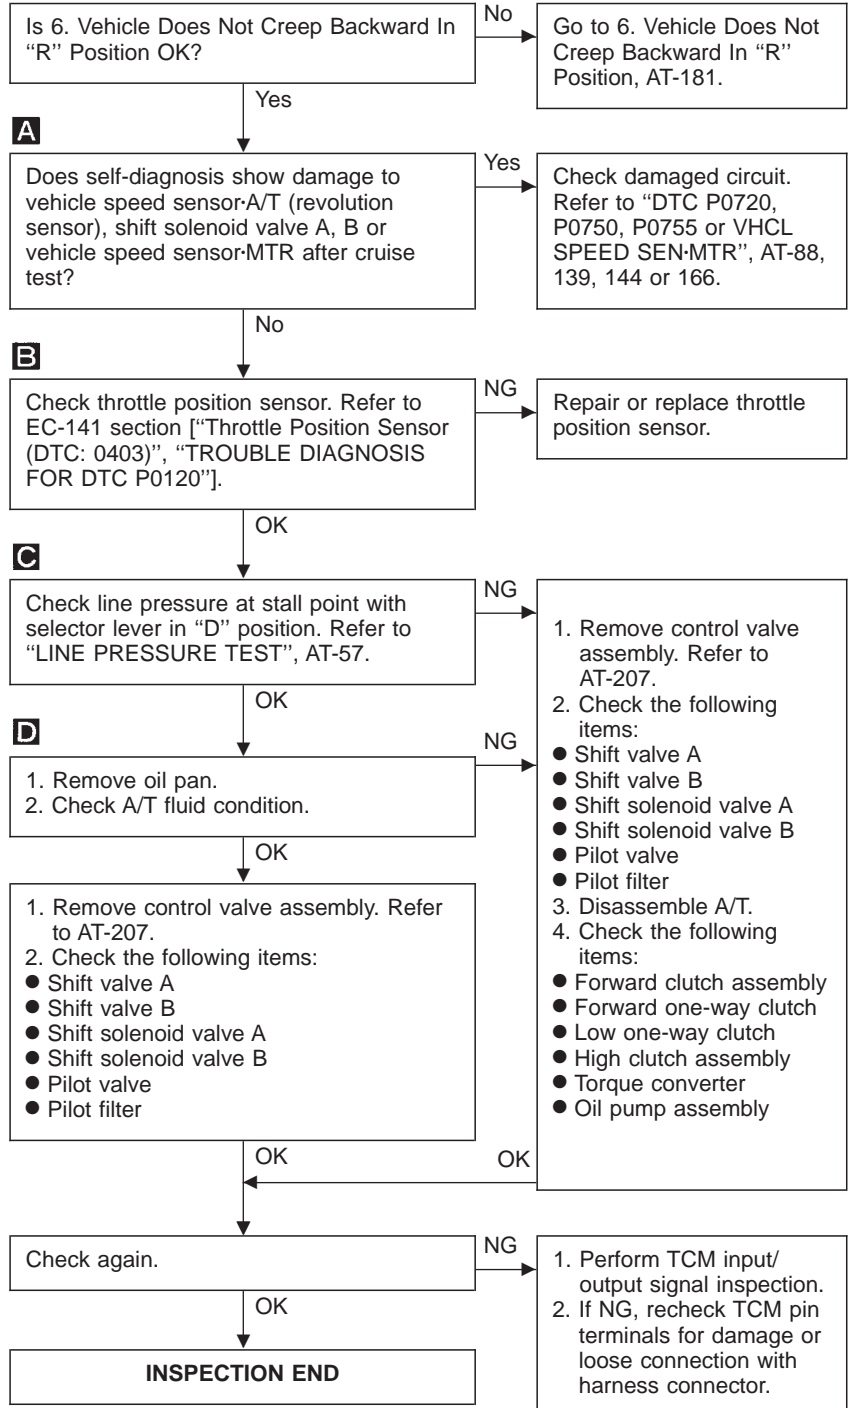 Is 6. Vehicle Does Not Creep Backward In
“R’’ Position OK?
No
Go to 6. Vehicle Does Not
Creep Backward In “R’’
Position, AT-181.
Yes
A
Does self-diagnosis show damage to
vehicle speed sensor·A/T (revolution
sensor), shift solenoid valve A, B or
vehicle speed sensor·MTR after cruise
test?
Yes
Check damaged circuit.
Refer to “DTC P0720,
P0750, P0755 or VHCL
SPEED SEN·MTR’’, AT-88,
139, 144 or 166.
No
B
Check throttle position sensor. Refer to
EC-141 section [“Throttle Position Sensor
(DTC: 0403)’’, “TROUBLE DIAGNOSIS
FOR DTC P0120’’].
NG
Repair or replace throttle
position sensor.
OK
C
Check line pressure at stall point with
selector lever in “D’’ position. Refer to
“LINE PRESSURE TEST’’, AT-57.
NG
OK
D
1. Remove oil pan.
2. Check A/T fluid condition.
NG
1. Remove control valve
assembly. Refer to
AT-207.
2. Check the following
items:
● Shift valve A
● Shift valve B
● Shift solenoid valve A
● Shift solenoid valve B
● Pilot valve
● Pilot filter
3. Disassemble A/T.
4. Check the following
items:
● Forward clutch assembly
● Forward one-way clutch
● Low one-way clutch
● High clutch assembly
● Torque converter
● Oil pump assembly
OK
1. Remove control valve assembly. Refer
to AT-207.
2. Check the following items:
● Shift valve A
● Shift valve B
● Shift solenoid valve A
● Shift solenoid valve B
● Pilot valve
● Pilot filter
OK
OK
Check again.
NG
1. Perform TCM input/
output signal inspection.
2. If NG, recheck TCM pin
terminals for damage or
loose connection with
harness connector.
OK
INSPECTION END